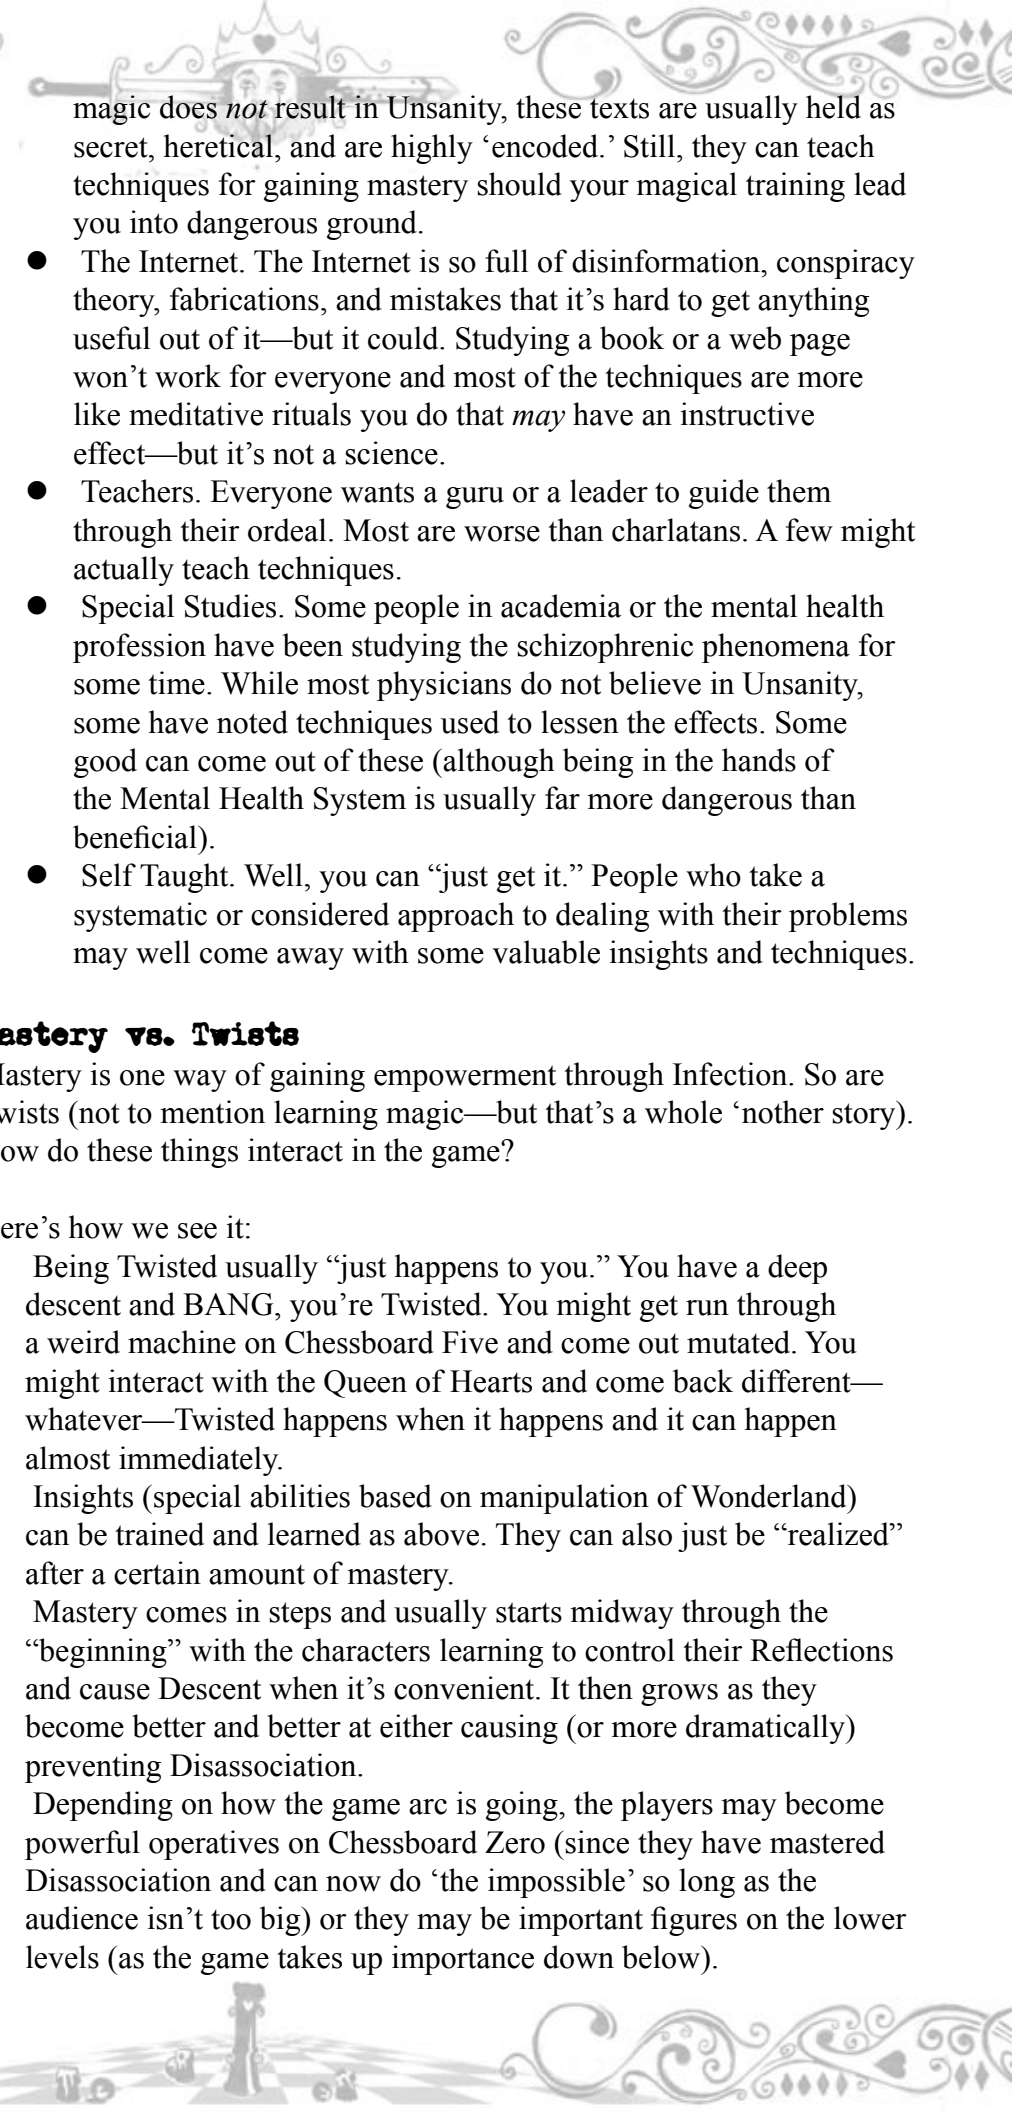 magic does not result in Unsanity, these texts are usually held as
secret, heretical, and are highly ‘encoded.’ Still, they can teach
techniques for gaining mastery should your magical training lead
you into dangerous ground.
● The Internet. The Internet is so full of disinformation, conspiracy
theory, fabrications, and mistakes that it’s hard to get anything
useful out of it—but it could. Studying a book or a web page
won’t work for everyone and most of the techniques are more
like meditative rituals you do that may have an instructive
effect—but it’s not a science.
● Teachers. Everyone wants a guru or a leader to guide them
through their ordeal. Most are worse than charlatans. A few might
actually teach techniques.
● Special Studies. Some people in academia or the mental health
profession have been studying the schizophrenic phenomena for
some time. While most physicians do not believe in Unsanity,
some have noted techniques used to lessen the effects. Some
good can come out of these (although being in the hands of
the Mental Health System is usually far more dangerous than
beneficial).
● Self Taught. Well, you can “just get it.” People who take a
systematic or considered approach to dealing with their problems
may well come away with some valuable insights and techniques.
astery vs. Twists
astery is one way of gaining empowerment through Infection. So are
wists (not to mention learning magic—but that’s a whole ‘nother story).
ow do these things interact in the game?
ere’s how we see it:
Being Twisted usually “just happens to you.” You have a deep
descent and BANG, you’re Twisted. You might get run through
a weird machine on Chessboard Five and come out mutated. You
might interact with the Queen of Hearts and come back different—
whatever—Twisted happens when it happens and it can happen
almost immediately.
Insights (special abilities based on manipulation of Wonderland)
can be trained and learned as above. They can also just be “realized”
after a certain amount of mastery.
Mastery comes in steps and usually starts midway through the
“beginning” with the characters learning to control their Reflections
and cause Descent when it’s convenient. It then grows as they
become better and better at either causing (or more dramatically)
preventing Disassociation.
Depending on how the game arc is going, the players may become
powerful operatives on Chessboard Zero (since they have mastered
Disassociation and can now do ‘the impossible’ so long as the
audience isn’t too big) or they may be important figures on the lower
levels (as the game takes up importance down below).